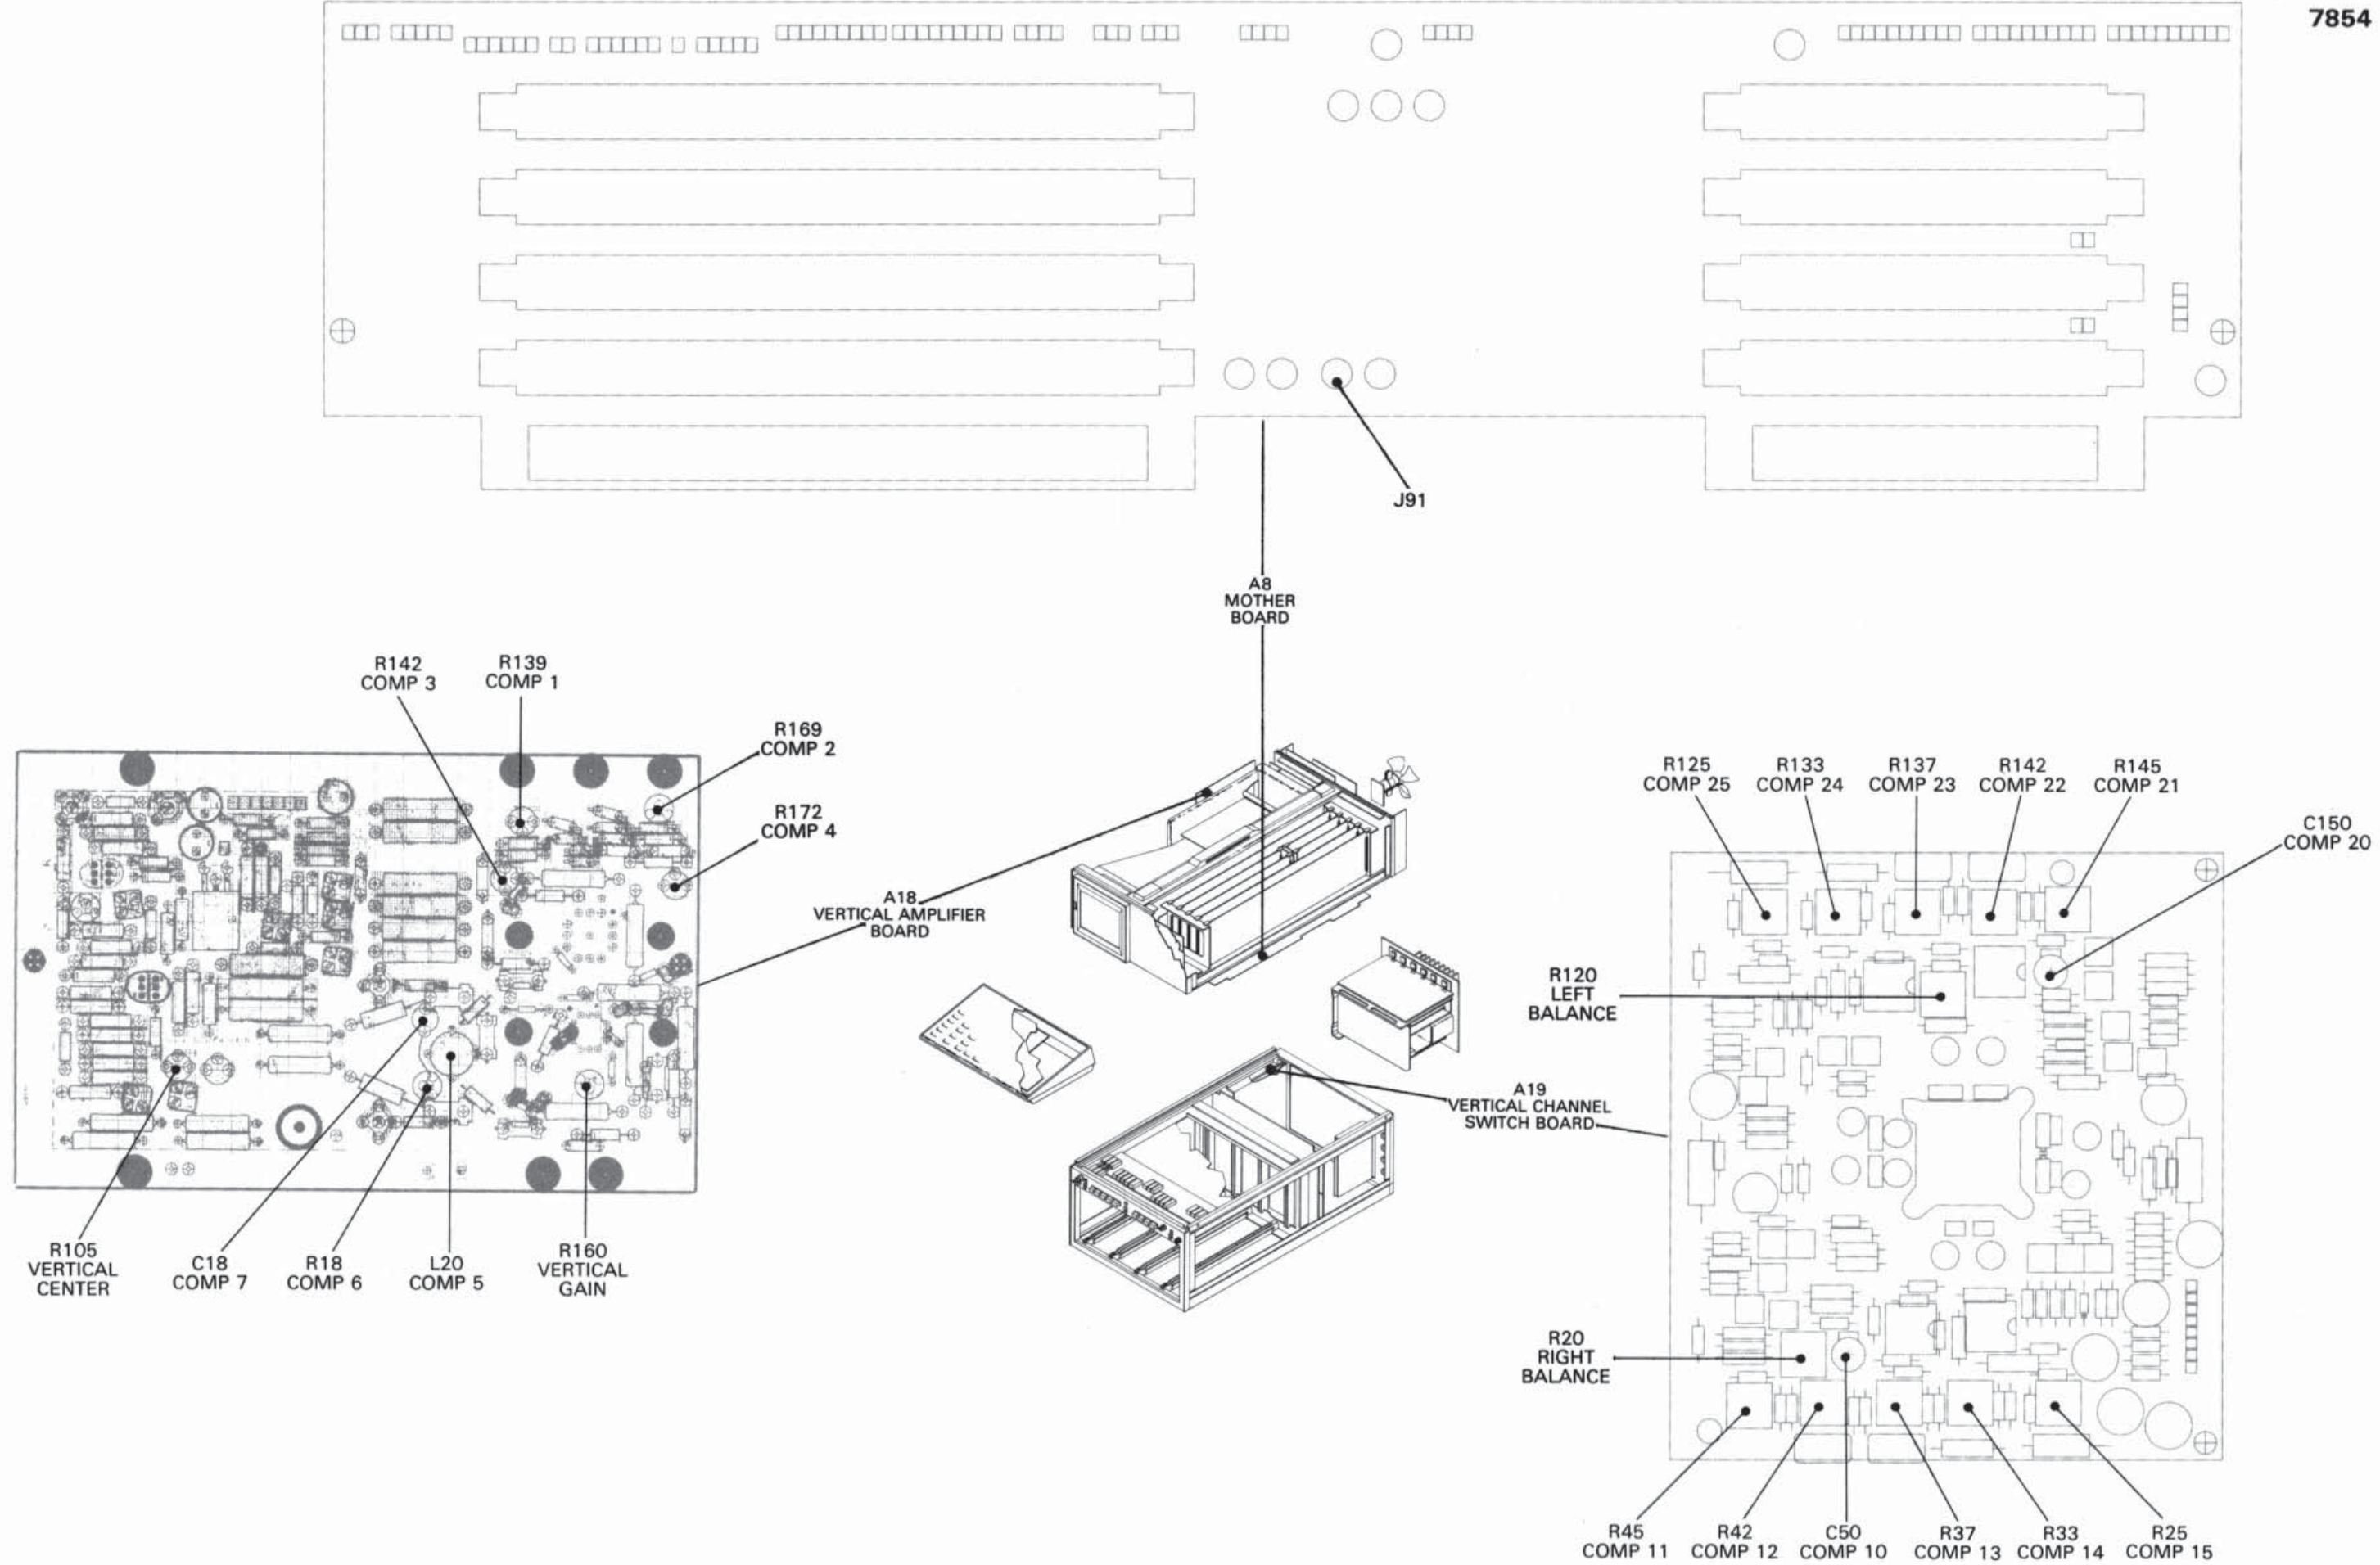 7854
J91
A8
MOTHER
BOARD
R142
COMP 3
R139
COMP 1
R169
COMP 2
R172
COMP 4
A18
VERTICAL AMPLIFIER
BOARD
R105
VERTICAL
CENTER
C18
COMP 7
R18
COMP 6
L20
COMP 5
R160
VERTICAL
GAIN
R125
COMP 25
R133
COMP 24
R137
COMP 23
R142
COMP 22
R145
COMP 21
C150
COMP 20
R120
LEFT
BALANCE
A19
VERTICAL CHANNEL
SWITCH BOARD
R20
RIGHT
BALANCE
R45
COMP 11
R42
COMP 12
C50
COMP 10
R37
COMP 13
R33
COMP 14
R25
COMP 15